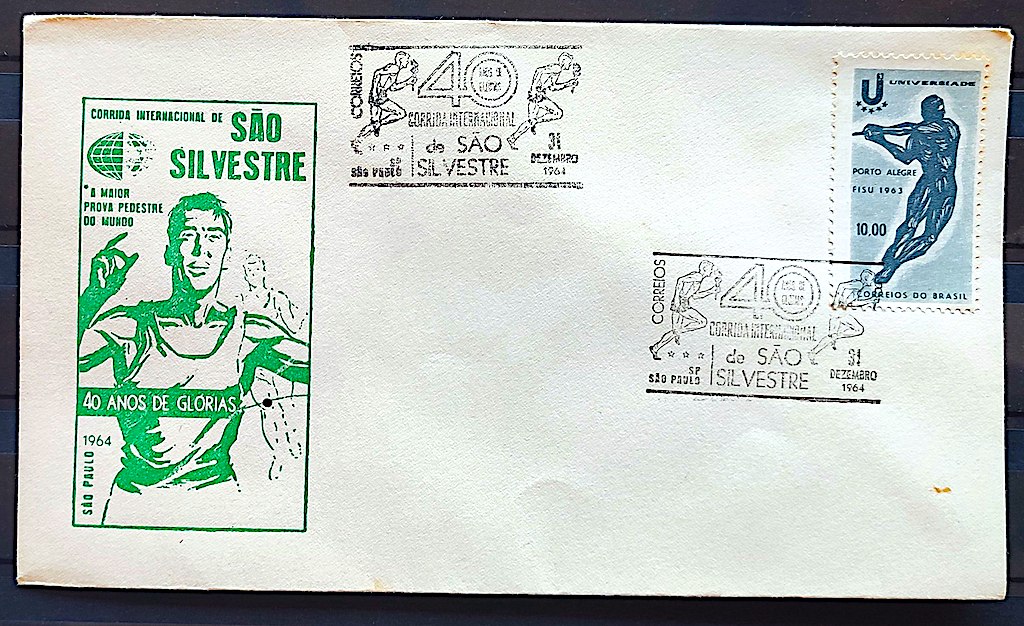 CORRIDA INTERNACIONAL DE
SÃO
SILVESTRE
"A MAIOR
PROVA PEDESTRE
DO MUNDO
40 ANOS DE GLÓRIAS
1964
SÃO PAULO
CORREIOS
40
CORRIDA INTERNACIONAL
de SÃO
SILVESTRE
SP
SÃO PAULO
31
DEZEMBRO
1964
U UNIVERSIADE
PORTO ALEGRE
FISU 1963
10,00
CORREIOS DO BRASIL
CORREIOS
40
CORRIDA INTERNACIONAL
de SÃO
SILVESTRE
SP
SÃO PAULO
31
DEZEMBRO
1964